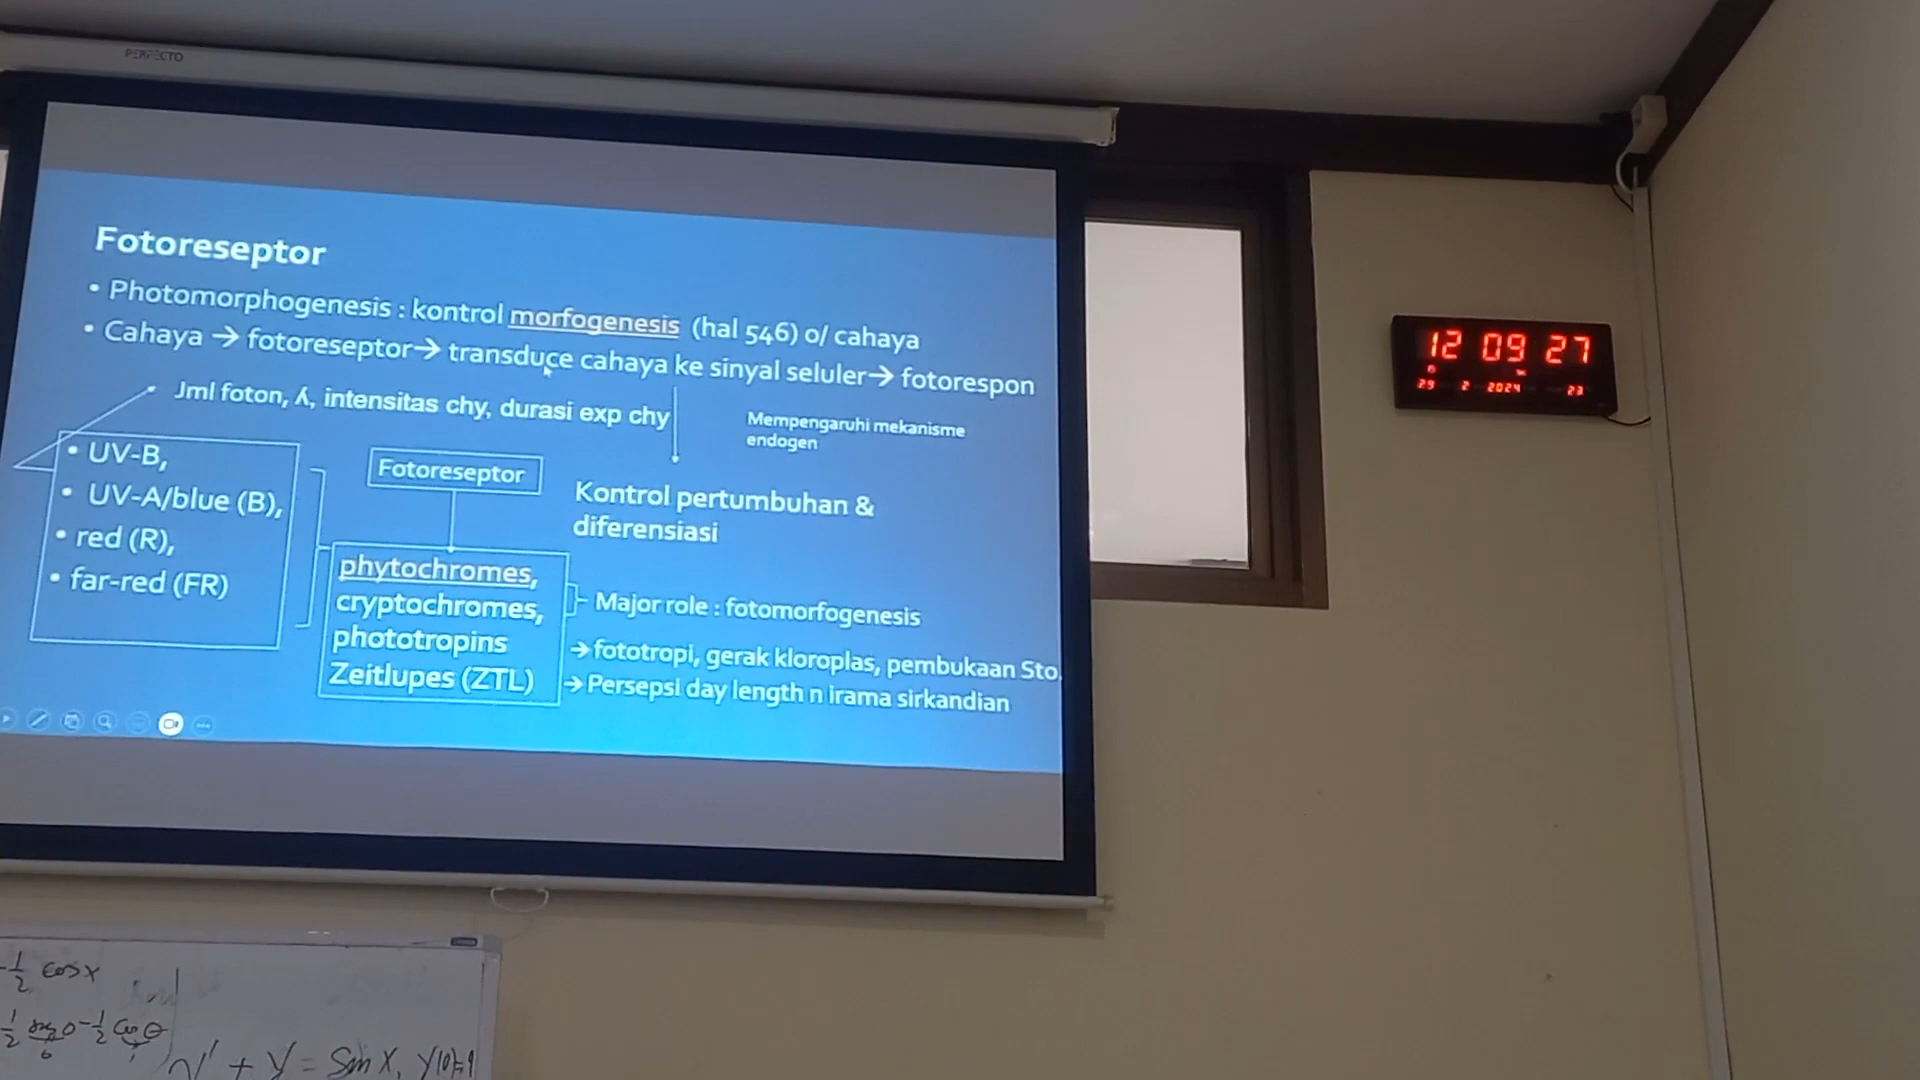 PERFECTO
Fotoreseptor
• Photomorphogenesis : kontrol morfogenesis (hal 546) o/ cahaya
• Cahaya → fotoreseptor→ transduce cahaya ke sinyal seluler→ fotorespon
Jml foton, ʎ, intensitas chy, durasi exp chy
Mempengaruhi mekanisme
endogen
• UV-B,
• UV-A/blue (B),
• red (R),
• far-red (FR)
Fotoreseptor
Kontrol pertumbuhan &
diferensiasi
phytochromes,
cryptochromes,
phototropins
Zeitlupes (ZTL)
Major role : fotomorfogenesis
→fototropi, gerak kloroplas, pembukaan Sto
→Persepsi day length n irama sirkandian
12 09 27
29 2 2024 23
-1/2 cos x
y' + y = Sin x, y(0)=1